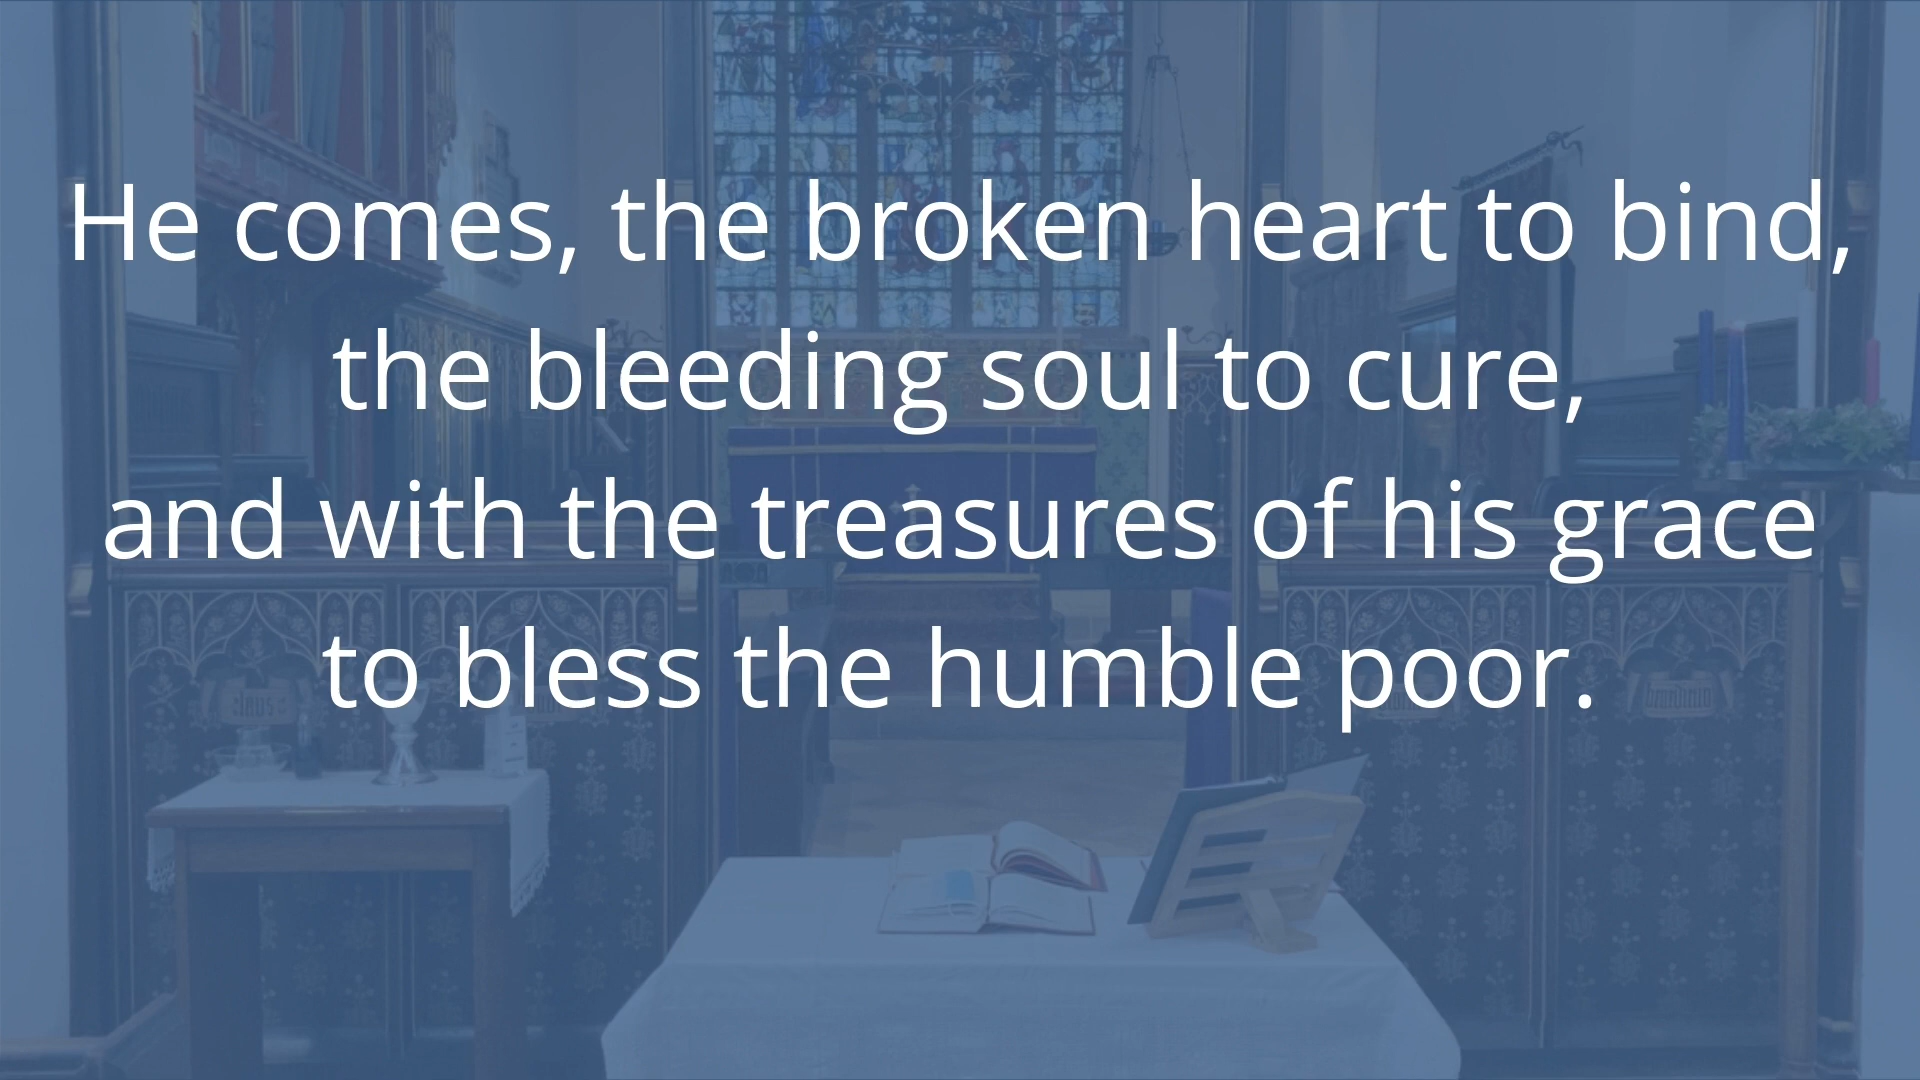 He comes, the broken heart to bind,
the bleeding soul to cure,
and with the treasures of his grace
to bless the humble poor.